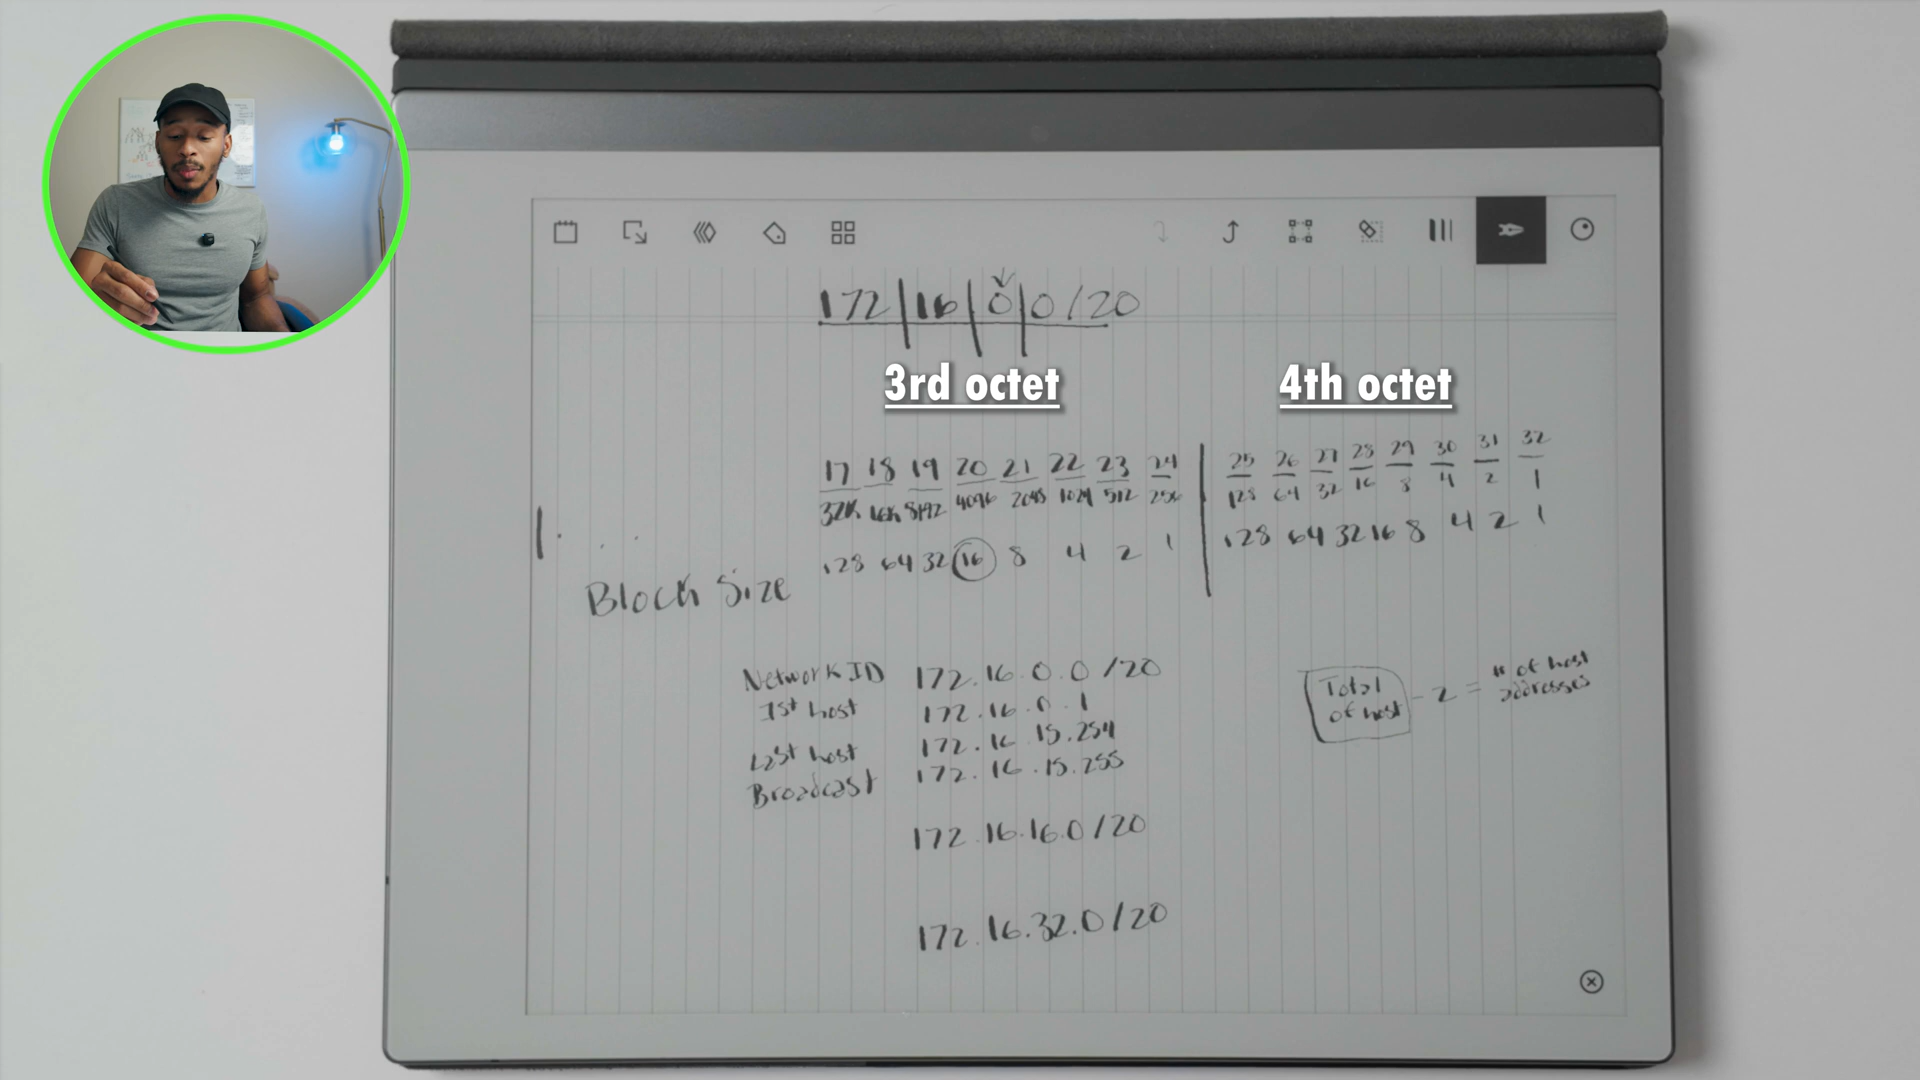 172|16|0|0/20
3rd octet 4th octet
17 18 19 20 21 22 23 24 | 25 26 27 28 29 30 31 32
32K 16K 8192 4096 2048 1024 512 256 | 128 64 32 16 8 4 2 1
128 64 32 16 8 4 2 1 | 128 64 32 16 8 4 2 1
1.
Block Size
Network ID 172.16.0.0/20
1st host 172.16.0.1
Last host 172.16.15.254
Broadcast 172.16.15.255
172.16.16.0/20
172.16.32.0/20
Total
of host - 2 = # of host
addresses